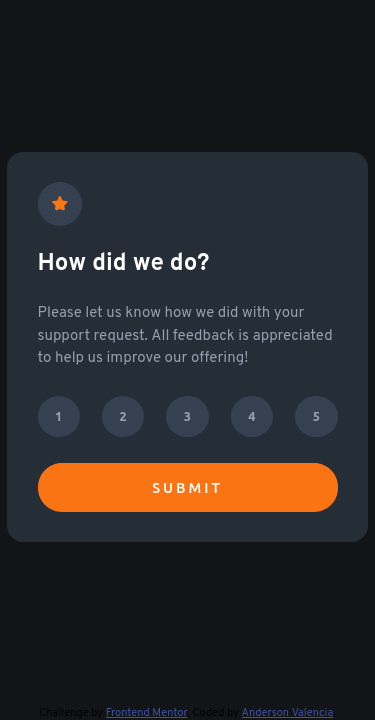 How did we do?
Please let us know how we did with your
support request. All feedback is appreciated
to help us improve our offering!
1 2 3 4 5
SUBMIT
Challenge by Frontend Mentor. Coded by Anderson Valencia